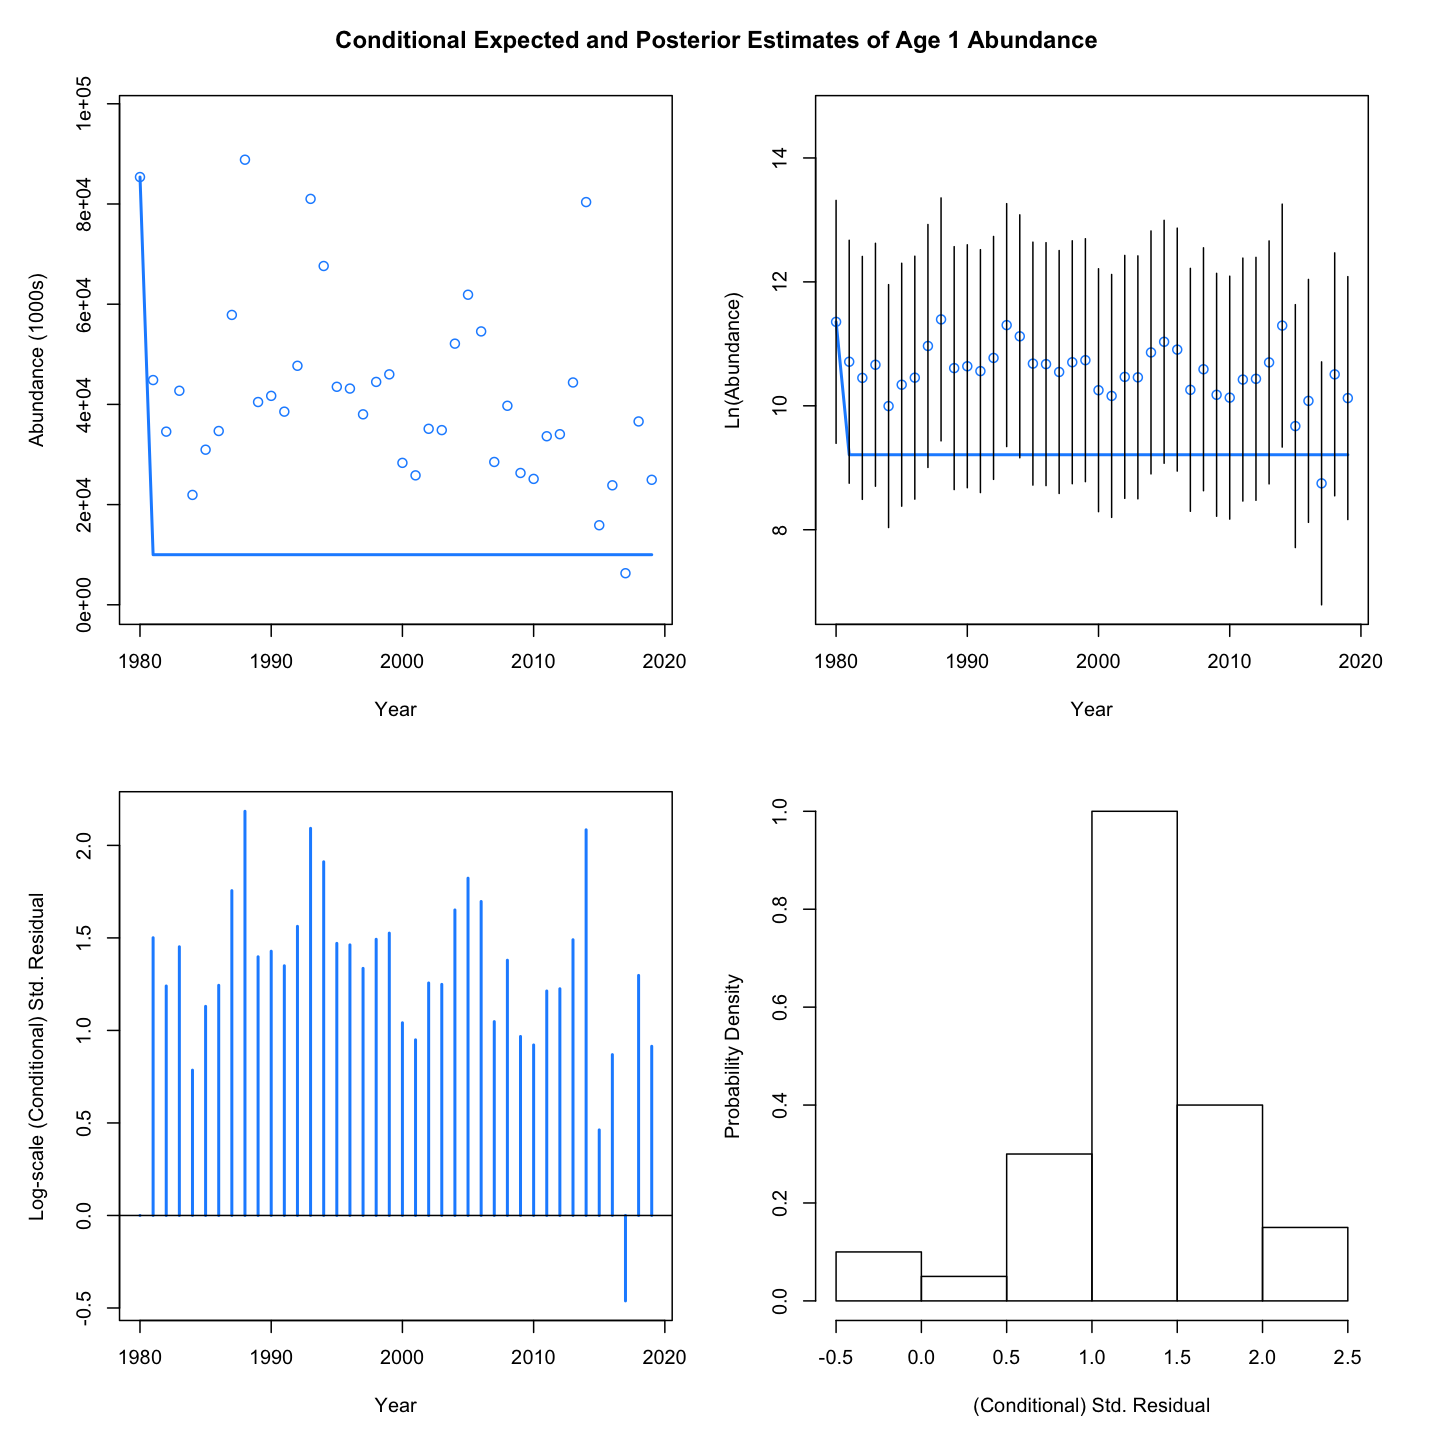 Conditional Expected and Posterior Estimates of Age 1 Abundance
Abundance (1000s)
1e+05
8e+04
6e+04
4e+04
2e+04
0e+00
1980 1990 2000 2010 2020
Year
Ln(Abundance)
14
12
10
8
1980 1990 2000 2010 2020
Year
Log-scale (Conditional) Std. Residual
2.0
1.5
1.0
0.5
0.0
-0.5
1980 1990 2000 2010 2020
Year
Probability Density
1.0
0.8
0.6
0.4
0.2
0.0
-0.5 0.0 0.5 1.0 1.5 2.0 2.5
(Conditional) Std. Residual